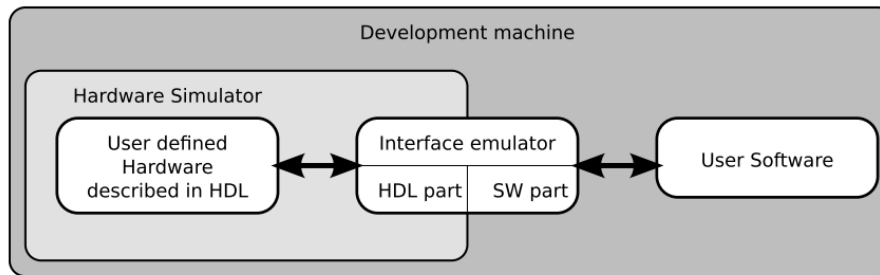 Development machine
Hardware Simulator
User defined
Hardware
described in HDL
Interface emulator
HDL part
SW part
User Software